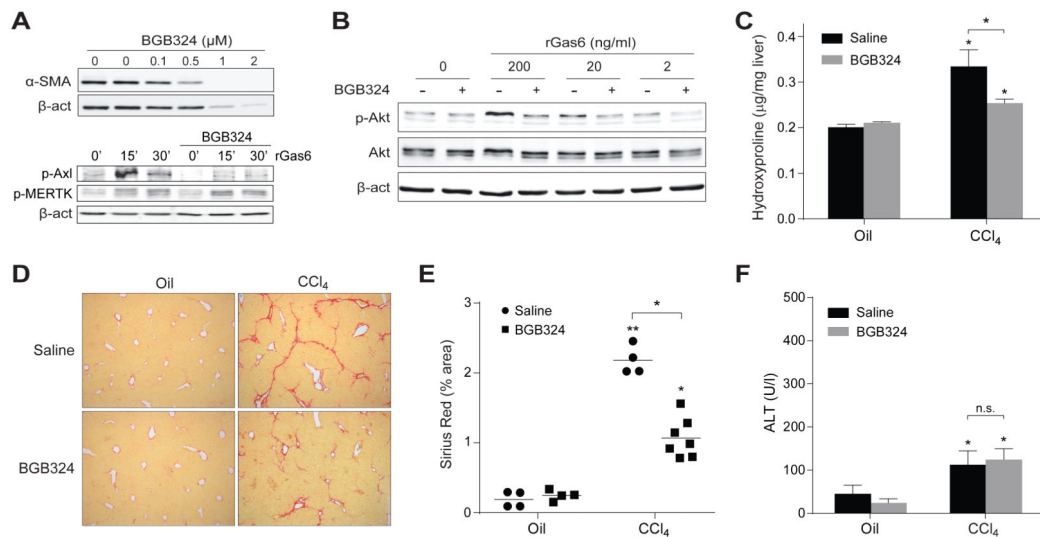 A
BGB324 (µM)
0 0 0.1 0.5 1 2
α-SMA
β-act
BGB324
0' 15' 30' 0' 15' 30' rGas6
p-Axl
p-MERTK
β-act
B
rGas6 (ng/ml)
0 200 20 2
BGB324 – + – + – + – +
p-Akt
Akt
β-act
C
Hydroxyproline (µg/mg liver)
0.4
0.3
0.2
0.1
0.0
Saline
BGB324
*
*
*
Oil CCl4
D
Oil CCl4
Saline
BGB324
E
Sirius Red (% area)
3
2
1
0
Saline
BGB324
*
**
*
Oil CCl4
F
ALT (U/l)
500
400
300
200
100
0
Saline
BGB324
n.s.
* *
Oil CCl4